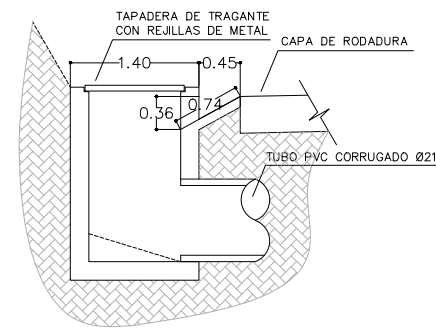 TAPADERA DE TRAGANTE
CON REJILLAS DE METAL
CAPA DE RODADURA
1.40
0.45
0.74
0.36
TUBO PVC CORRUGADO Ø21